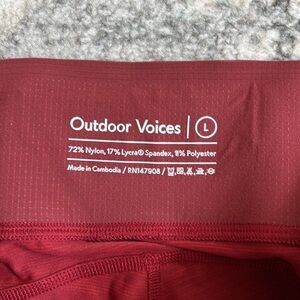 Outdoor Voices | L
72% Nylon, 17% Lycra® Spandex, 11% Polyester
Made in Cambodia / RN147908 /